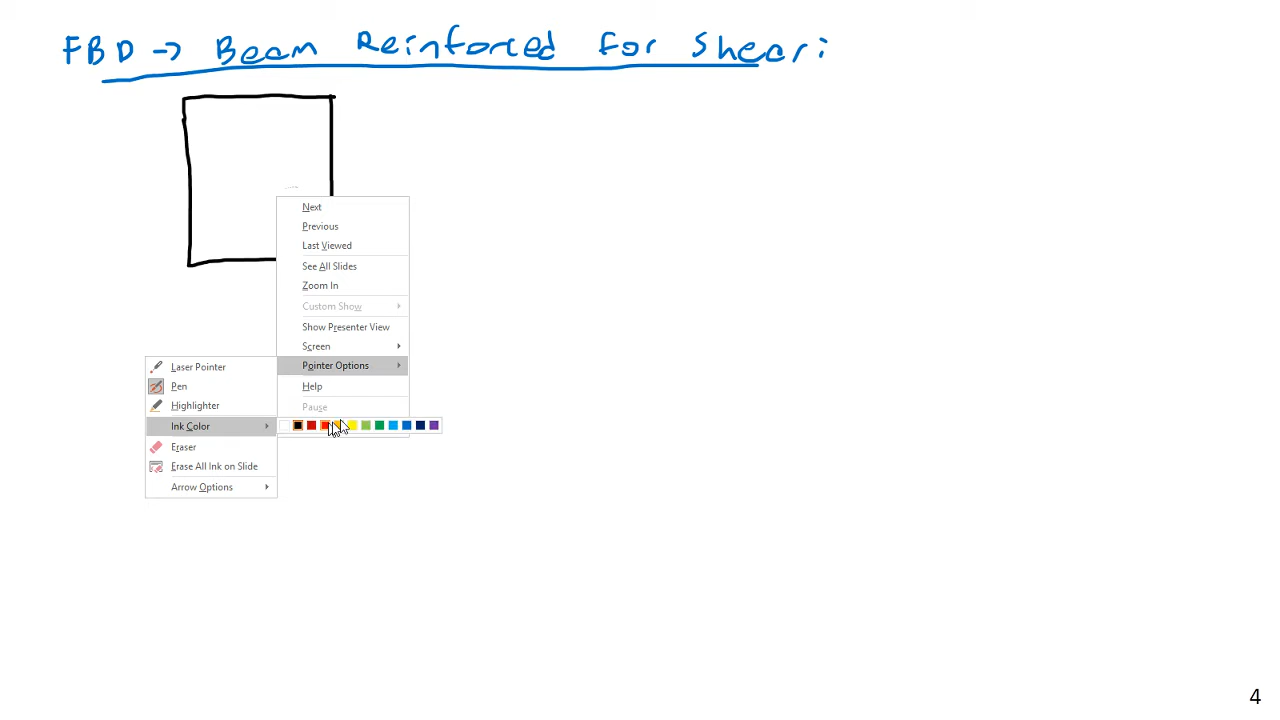 FBD → Beam Reinforced for Shear:
Next
Previous
Last Viewed
See All Slides
Zoom In
Custom Show
Show Presenter View
Screen
Pointer Options
Help
Pause
Laser Pointer
Pen
Highlighter
Ink Color
Eraser
Erase All Ink on Slide
Arrow Options
4